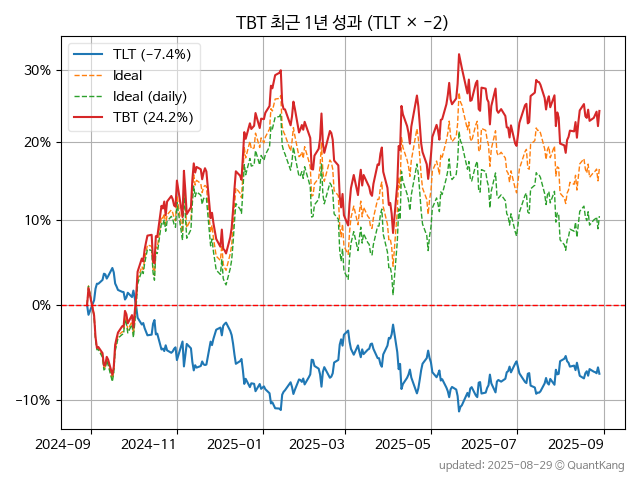 TBT 최근 1년 성과 (TLT × −2)
TLT (−7.4%)
Ideal
Ideal (daily)
TBT (24.2%)
30%
20%
10%
0%
−10%
2024-09
2024-11
2025-01
2025-03
2025-05
2025-07
2025-09
updated: 2025-08-29 © QuantKang